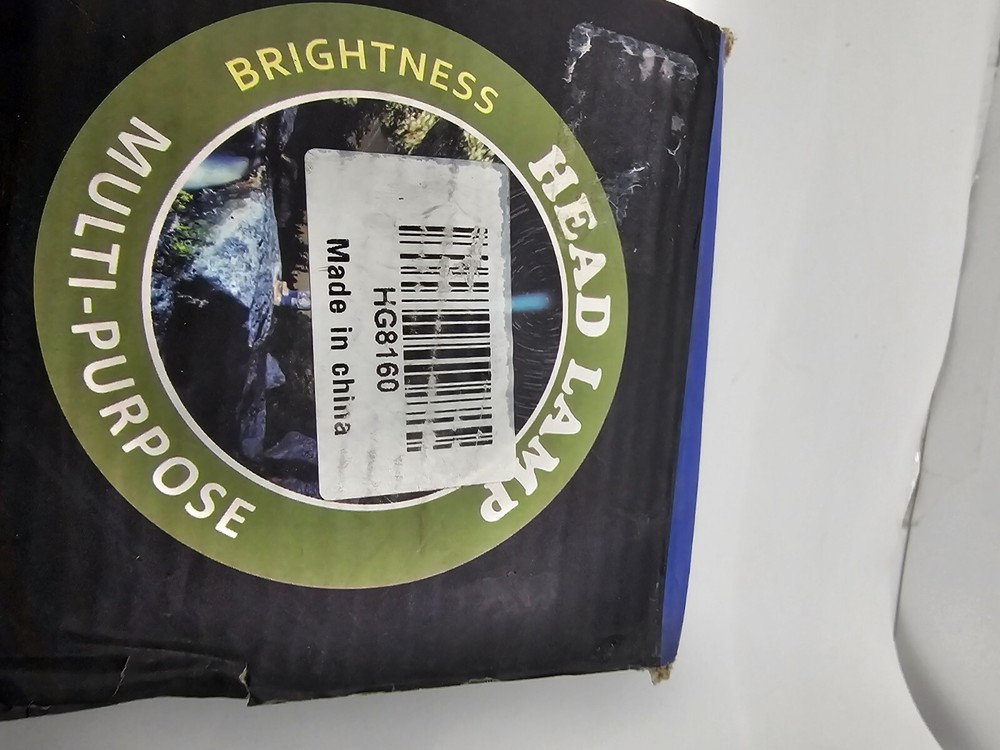 HEAD LAMP
BRIGHTNESS
MULTI-PURPOSE
HG8160
Made in china